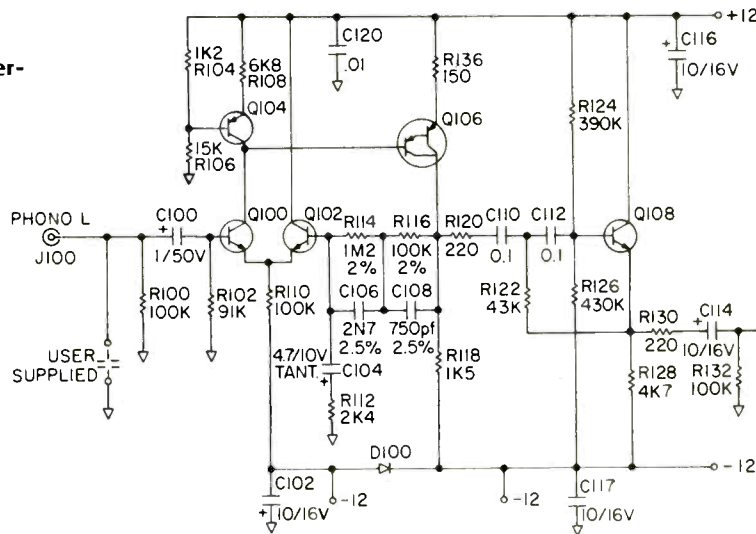 er-
+12
1K2
R104
6K8
R108
Q104
15K
R106
C120
.01
R136
150
Q106
R124
390K
+ C116
10/16V
PHONO L
J100
C100
+
1/50V
Q100
Q102
R114
1M2
2%
R116
100K
2%
R120
220
C110
0.1
C112
0.1
Q108
R100
100K
R102
91K
R110
100K
C106
2N7
2.5%
C108
750pf
2.5%
R122
43K
R126
430K
R130
220
C114
+
10/16V
R132
100K
USER
SUPPLIED
4.7/10V
TANT.
C104
+
R112
2K4
R118
1K5
R128
4K7
D100
-12
C102
+ 10/16V
-12
-12
C117
10/16V